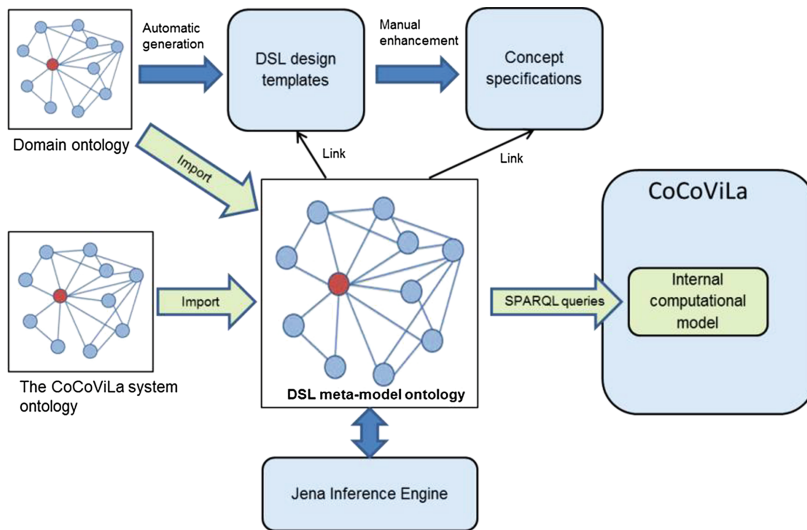 Automatic
generation
DSL design
templates
Manual
enhancement
Concept
specifications
Domain ontology
Import
Link
Link
CoCoViLa
Import
SPARQL queries
Internal
computational
model
The CoCoViLa system
ontology
DSL meta-model ontology
Jena Inference Engine